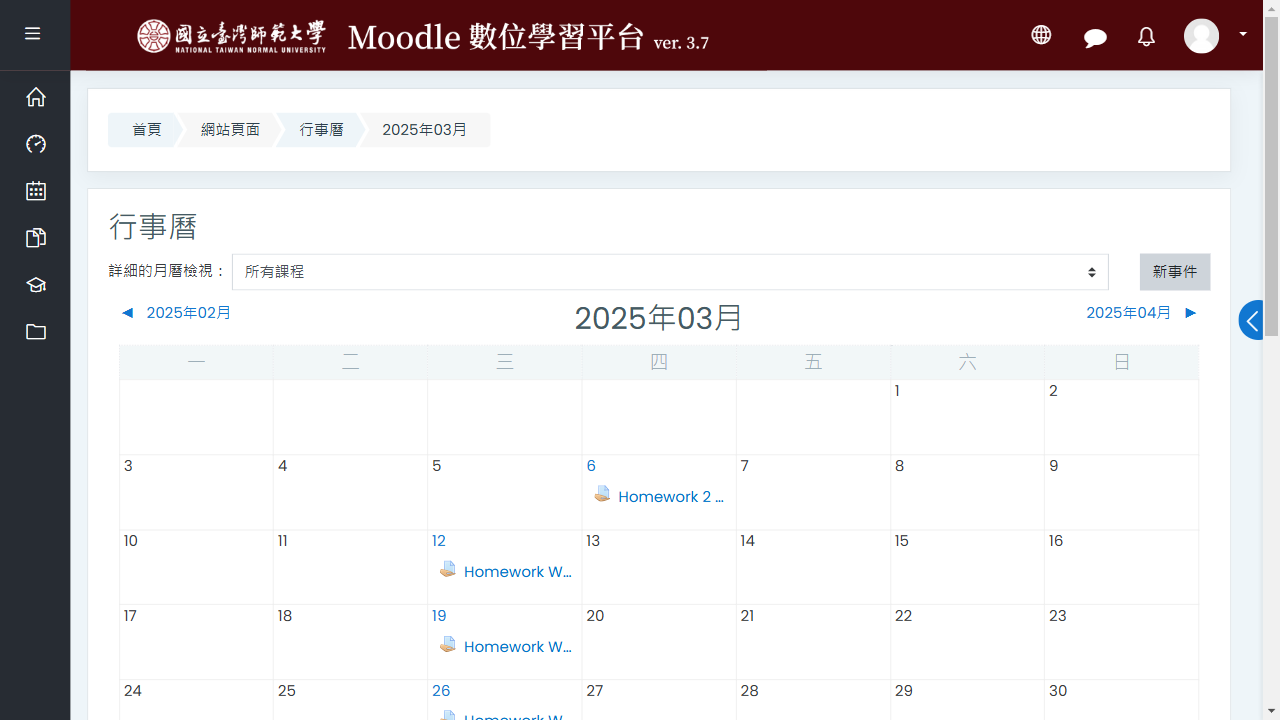 國立臺灣師範大學
NATIONAL TAIWAN NORMAL UNIVERSITY
Moodle 數位學習平台 ver. 3.7
首頁 網站頁面 行事曆 2025年03月
行事曆
詳細的月曆檢視： 所有課程 新事件
◀ 2025年02月 2025年03月 2025年04月 ▶
一 二 三 四 五 六 日
1 2
3 4 5 6 7 8 9
Homework 2 ...
10 11 12 13 14 15 16
Homework W...
17 18 19 20 21 22 23
Homework W...
24 25 26 27 28 29 30
Homework W...